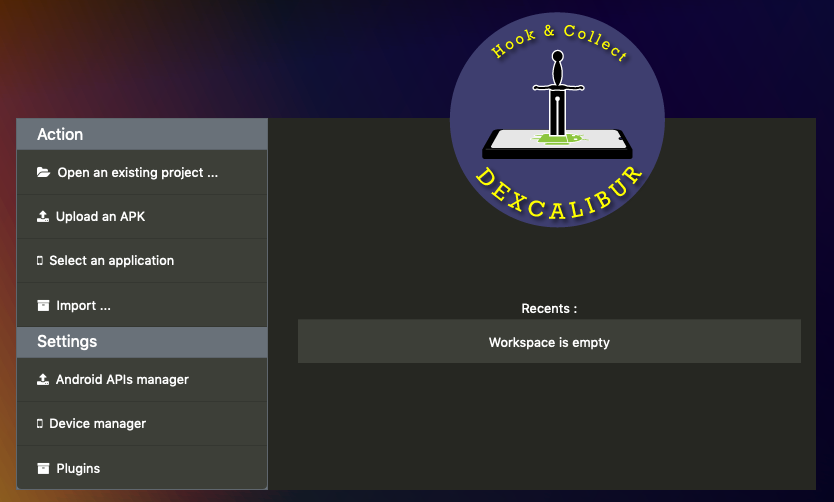 Hook & Collect
DEXCALIBUR
Action
Open an existing project ...
Upload an APK
Select an application
Import ...
Settings
Android APIs manager
Device manager
Plugins
Recents :
Workspace is empty